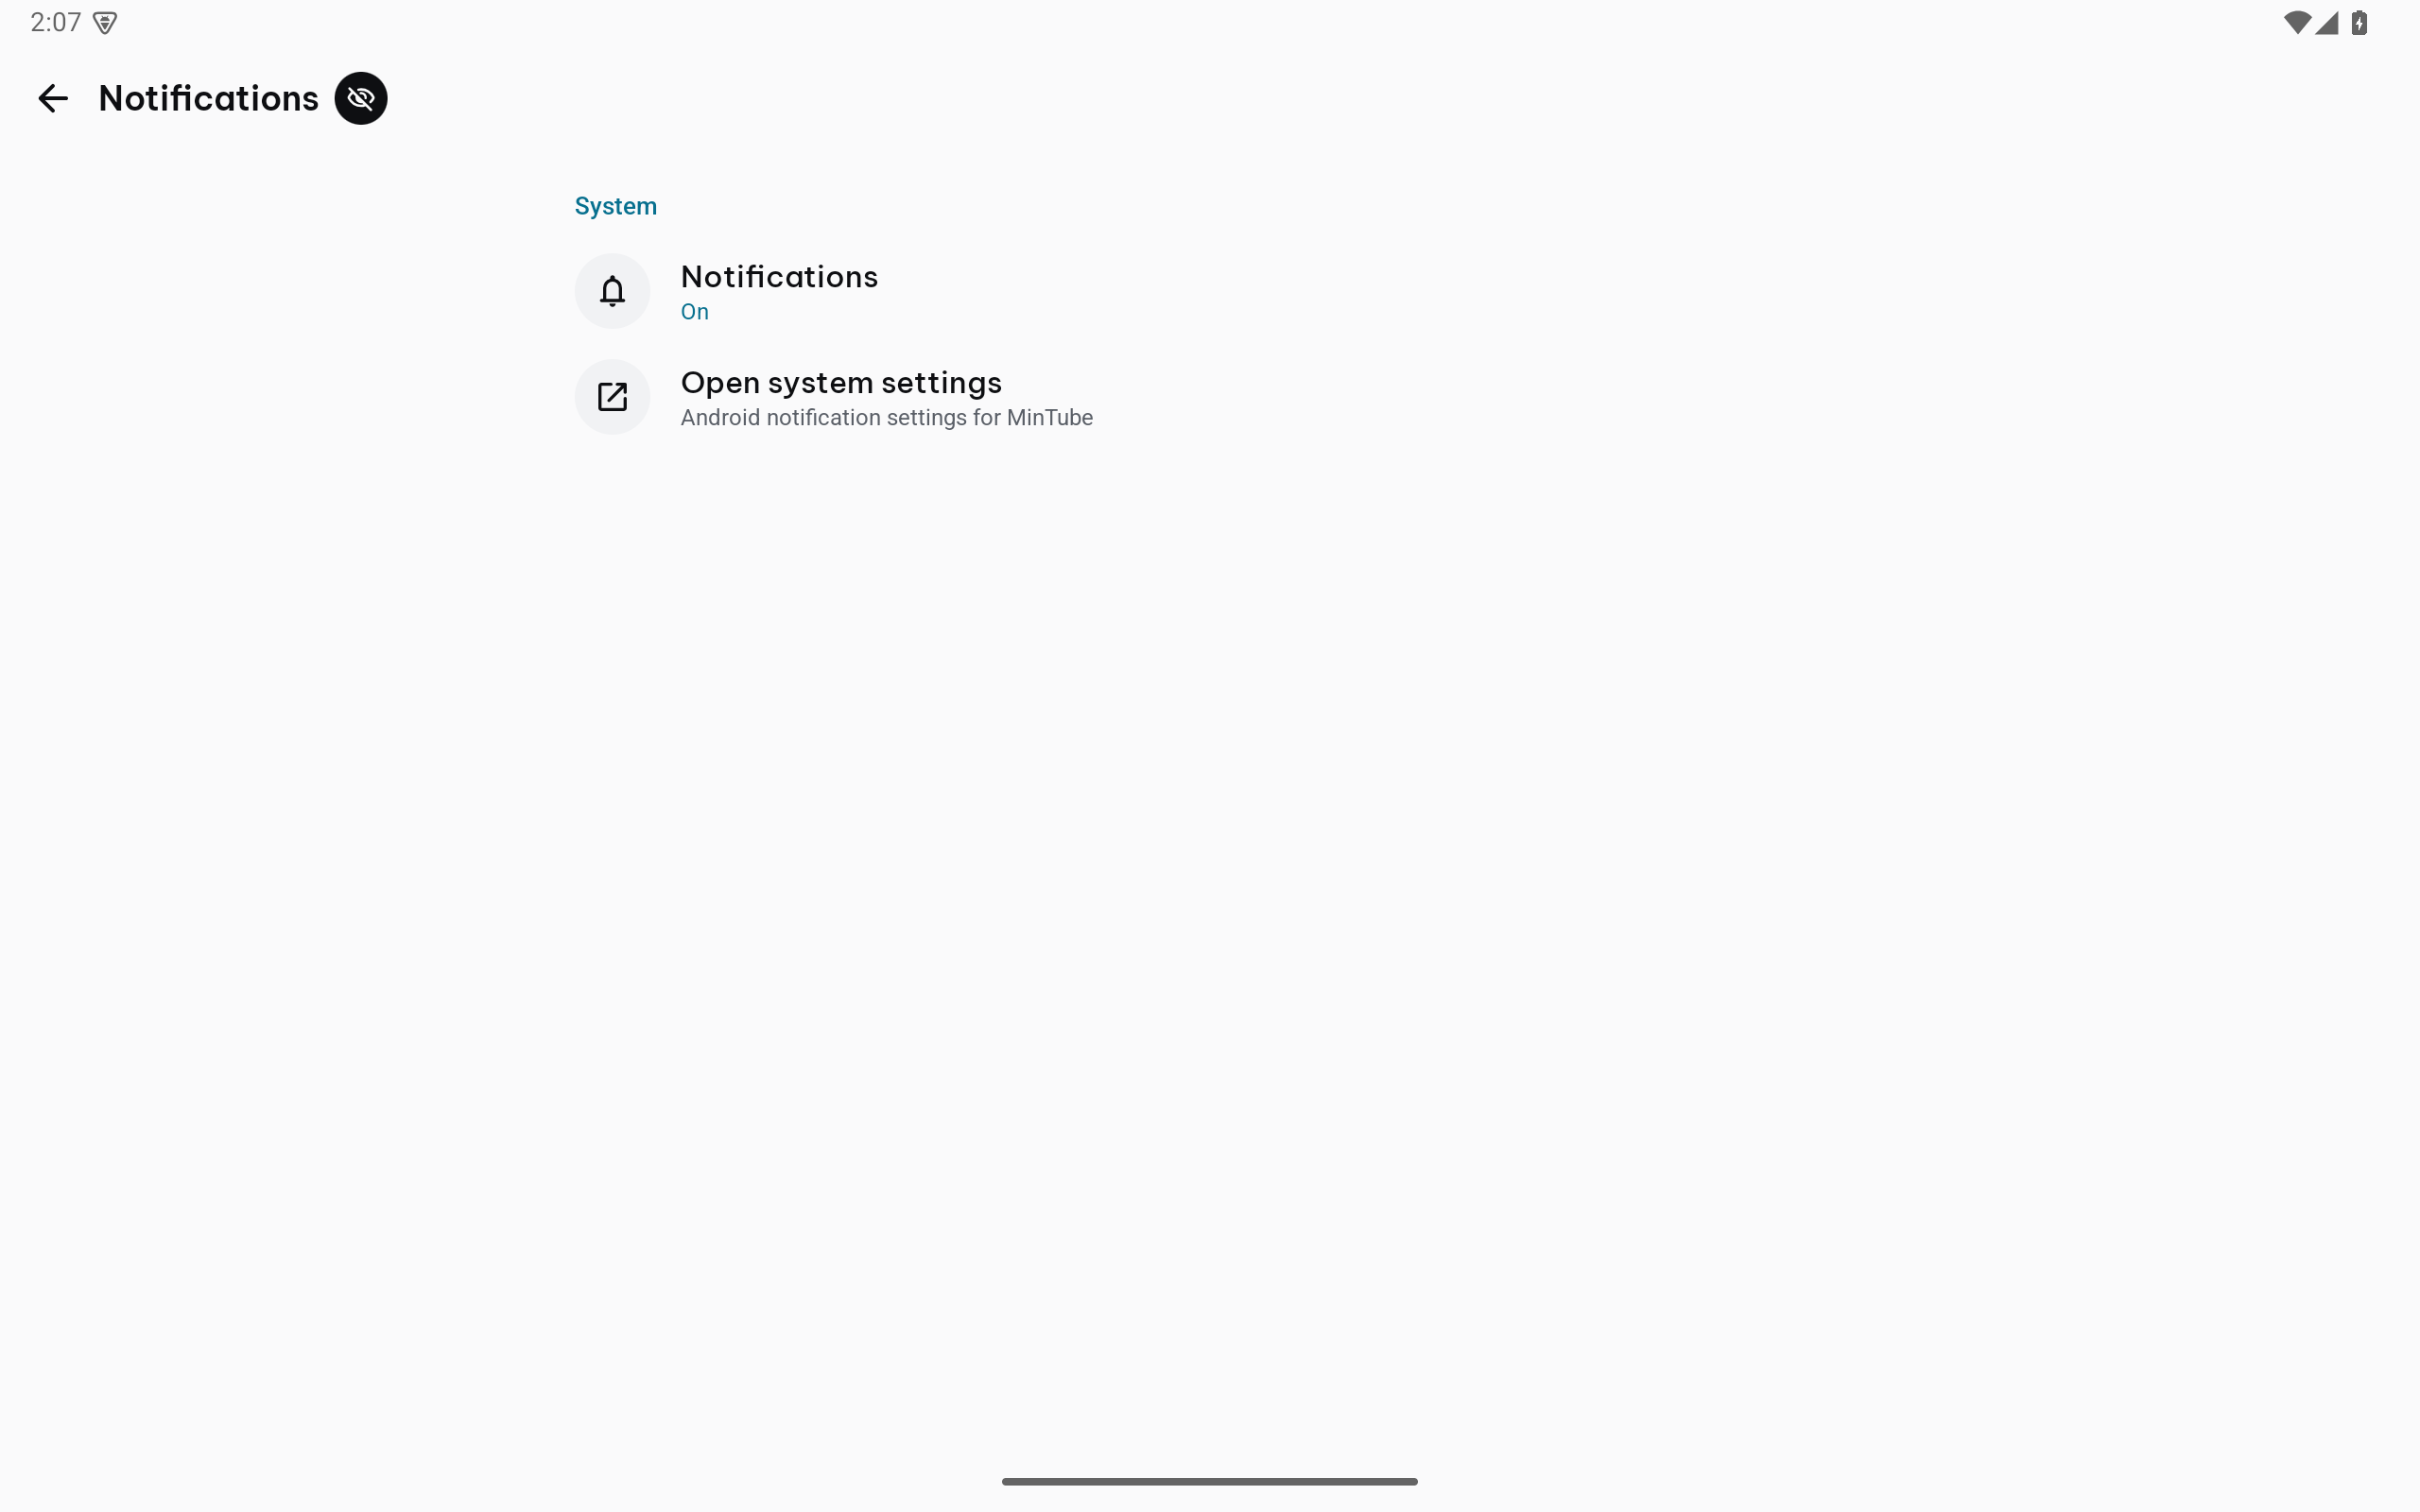 2:07
Notifications
System
Notifications
On
Open system settings
Android notification settings for MinTube